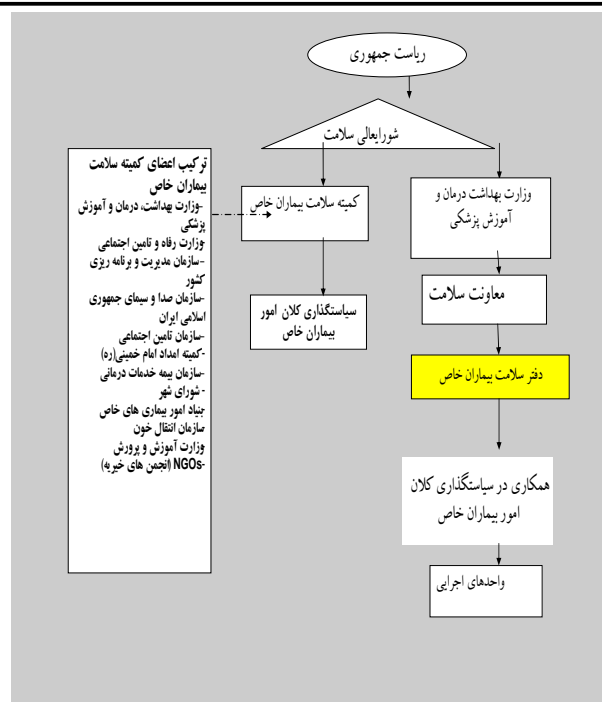 ریاست جمهوری
شورایعالی سلامت
وزارت بهداشت درمان و
آموزش پزشکی
معاونت سلامت
دفتر سلامت بیماران خاص
همکاری در سیاستگذاری کلان
امور بیماران خاص
واحدهای اجرایی
کمیته سلامت بیماران خاص
سیاستگذاری کلان امور
بیماران خاص
ترکیب اعضای کمیته سلامت
بیماران خاص
-وزارت بهداشت، درمان و آموزش
پزشکی
-وزارت رفاه و تامین اجتماعی
-سازمان مدیریت و برنامه ریزی
کشور
-سازمان صدا و سیمای جمهوری
اسلامی ایران
-سازمان تامین اجتماعی
-کمیته امداد امام خمینی(ره)
-سازمان بیمه خدمات درمانی
- شورای شهر
-بنیاد امور بیماری های خاص
-سازمان انتقال خون
-وزارت آموزش و پرورش
-NGOs (انجمن های خیریه)